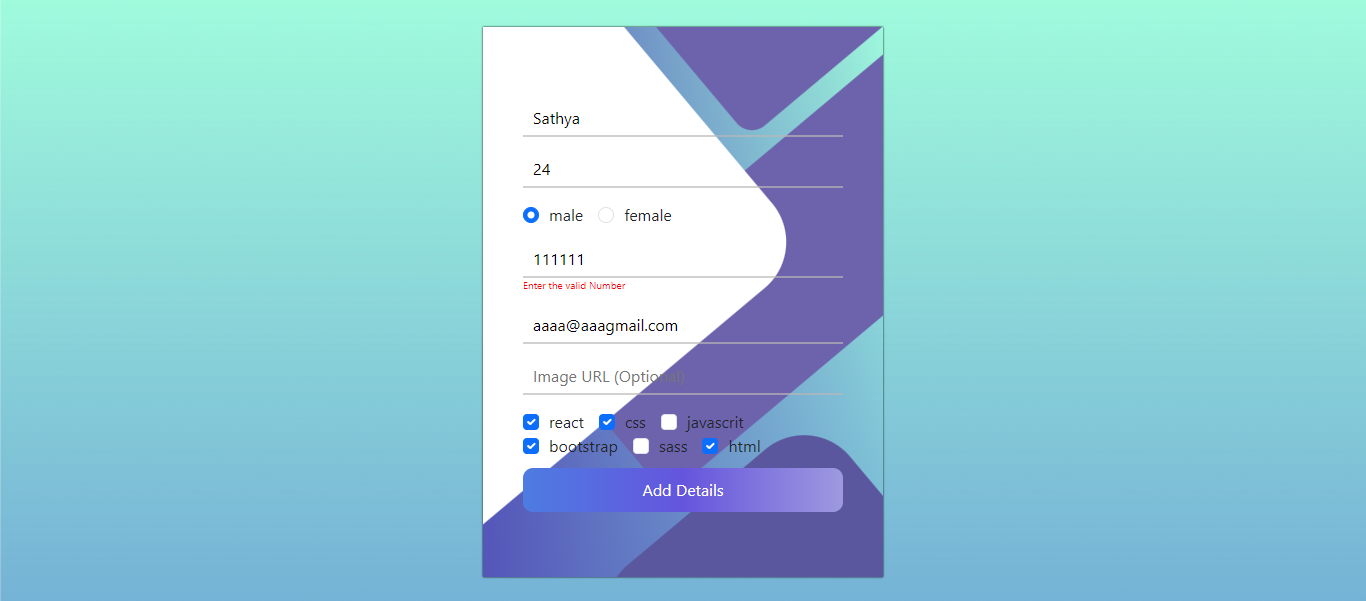 Sathya
24
male female
111111
Enter the valid Number
aaaa@aaagmail.com
Image URL (Optional)
react css javascrit
bootstrap sass html
Add Details